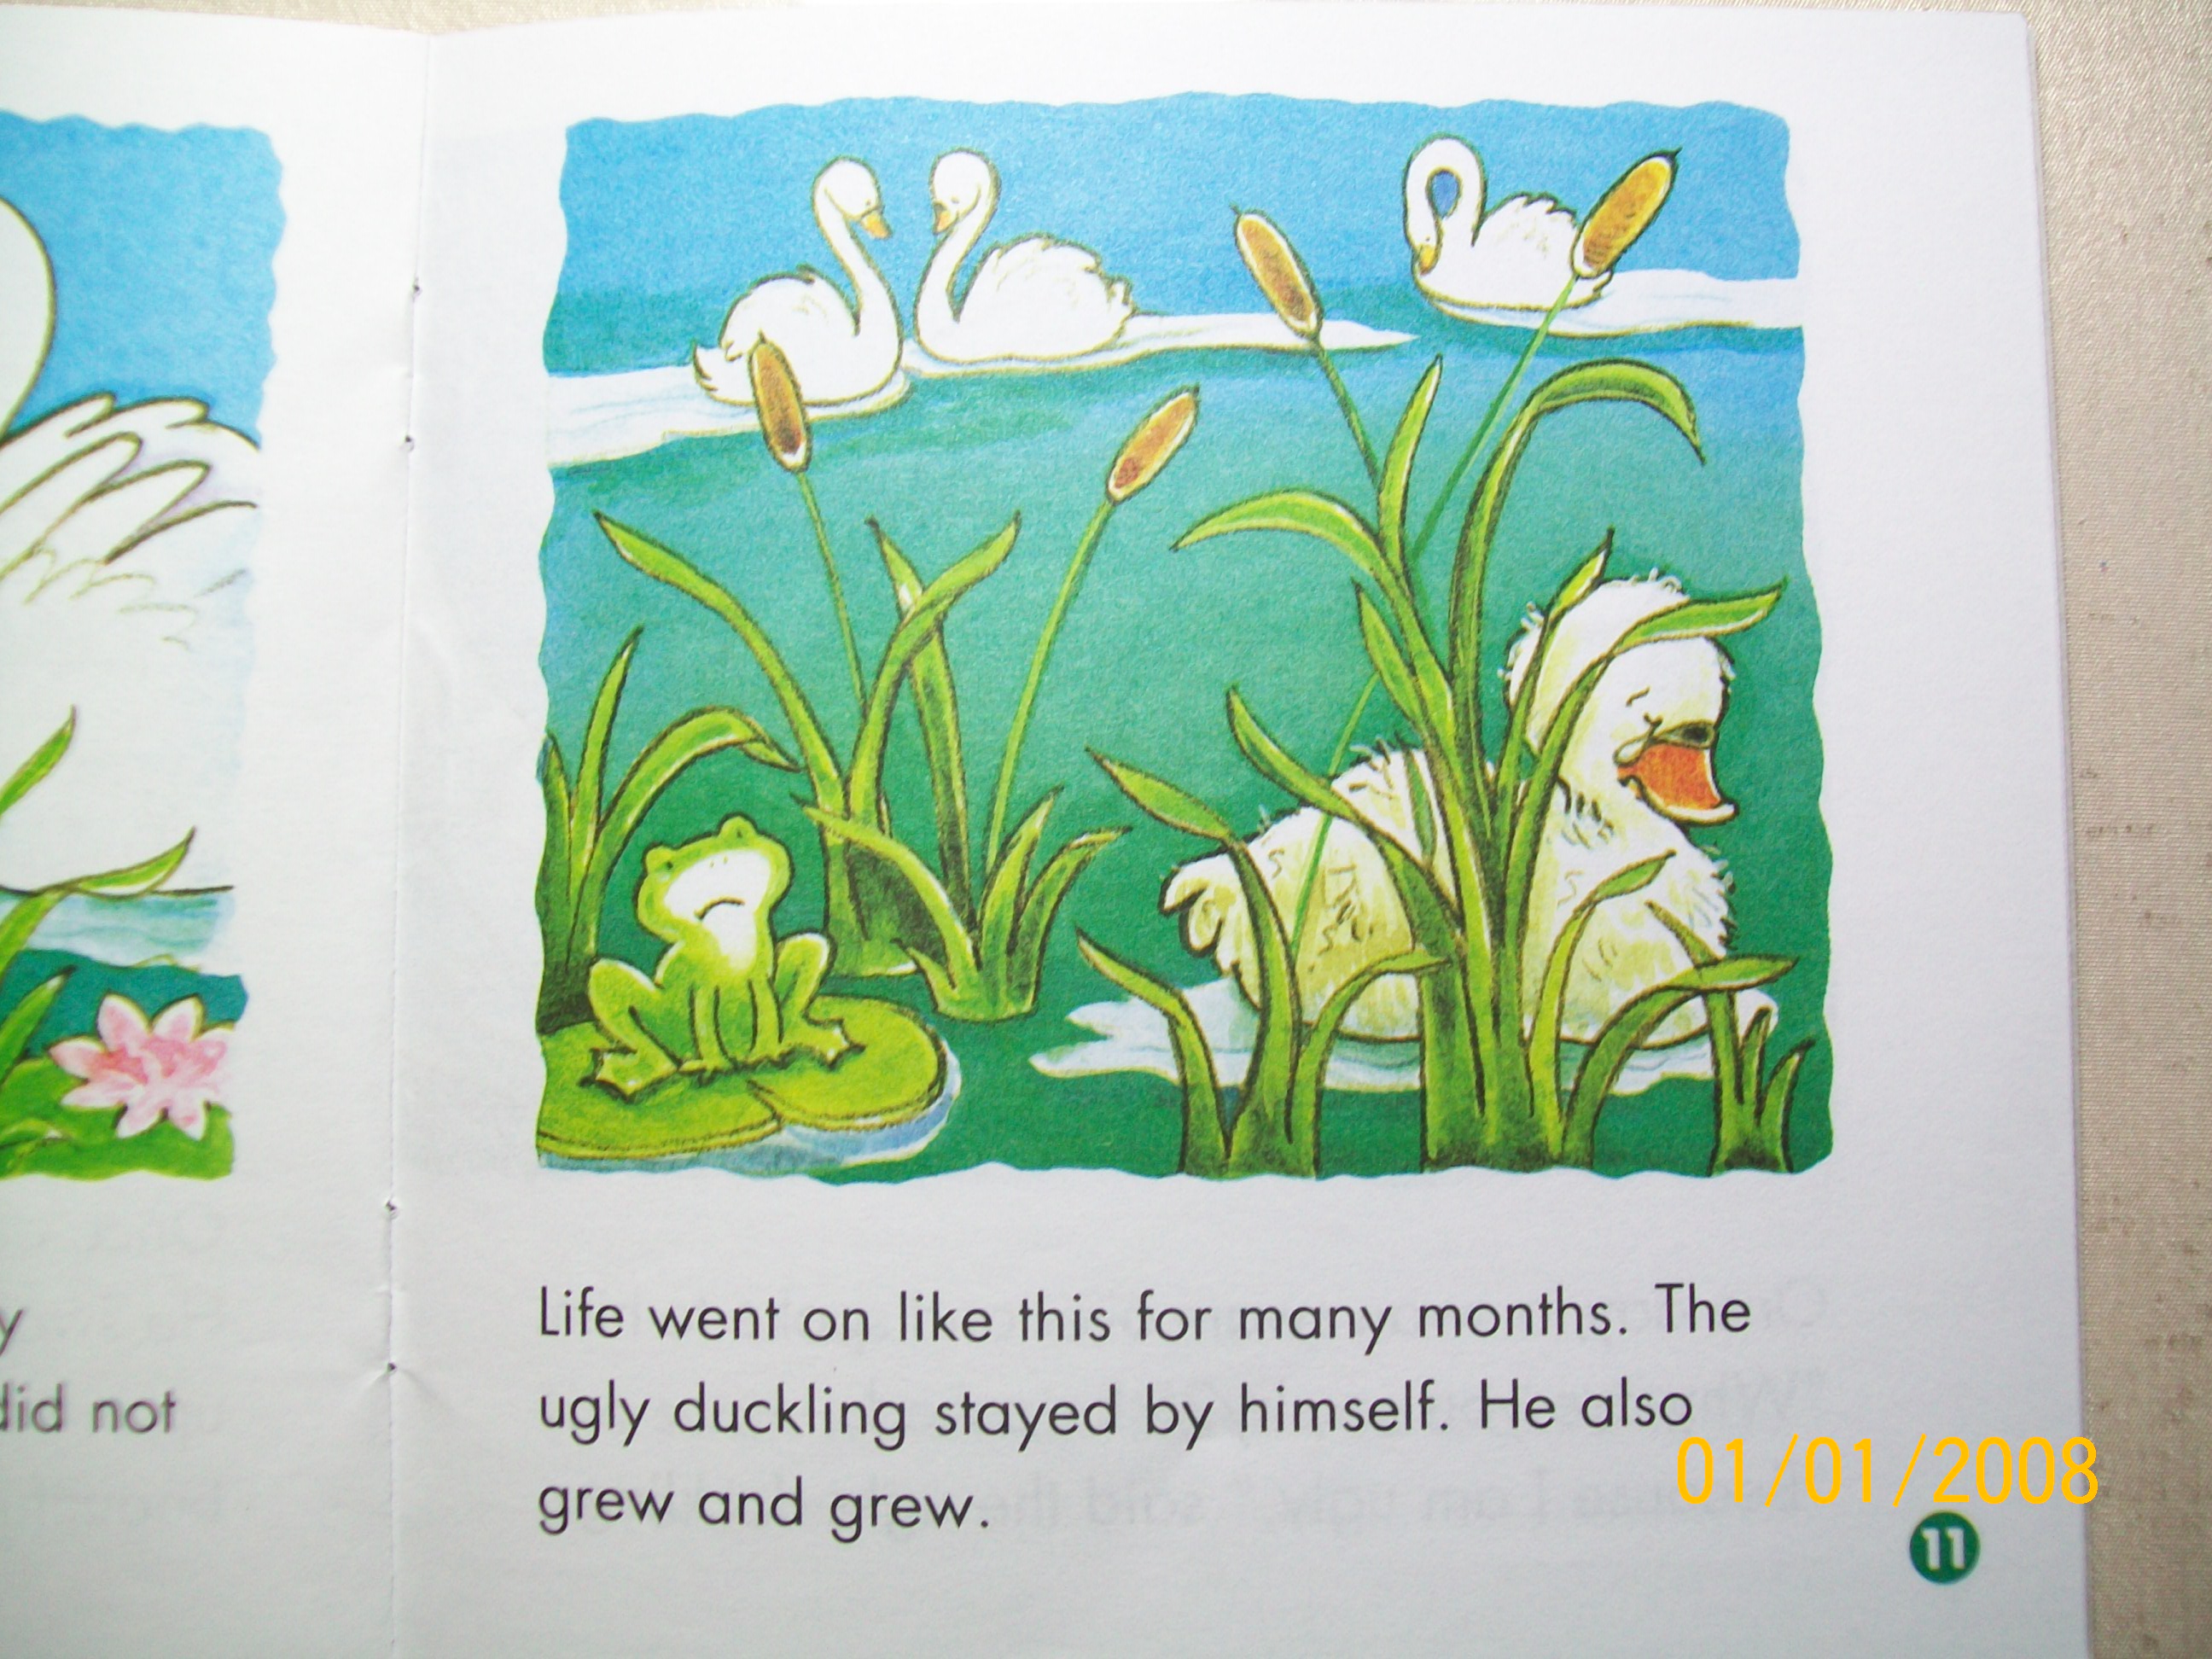 y
did not
Life went on like this for many months. The
ugly duckling stayed by himself. He also
grew and grew.
01/01/2008
11